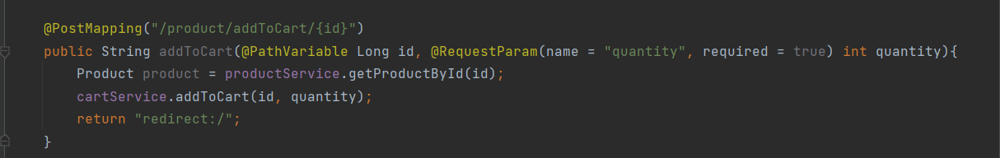 @PostMapping("/product/addToCart/{id}")
public String addToCart(@PathVariable Long id, @RequestParam(name = "quantity", required = true) int quantity){
    Product product = productService.getProductById(id);
    cartService.addToCart(id, quantity);
    return "redirect:/";
}